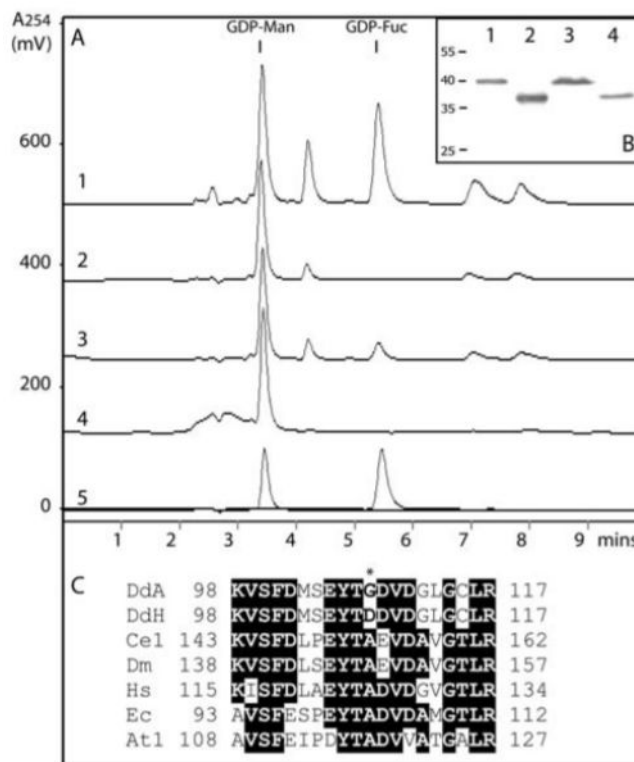 A254
(mV)
A
GDP-Man
GDP-Fuc
1 2 3 4
55
40
35
25
B
600
1
400
2
3
200
4
5
0
1 2 3 4 5 6 7 8 9 mins
C
*
DdA 98 KVSFDMSEYTGDVDGLGCLR 117
DdH 98 KVSFDMSEYTDDVDGLGCLR 117
Ce1 143 KVSFDLPEYTAEVDAVGTLR 162
Dm 138 KVSFDLSEYTAEVDAVGTLR 157
Hs 115 KISFDLAEYTADVDGVGTLR 134
Ec 93 AVSFESPEYTADVDAMGTLR 112
At1 108 AVSFEIPDYTADVVATGALR 127